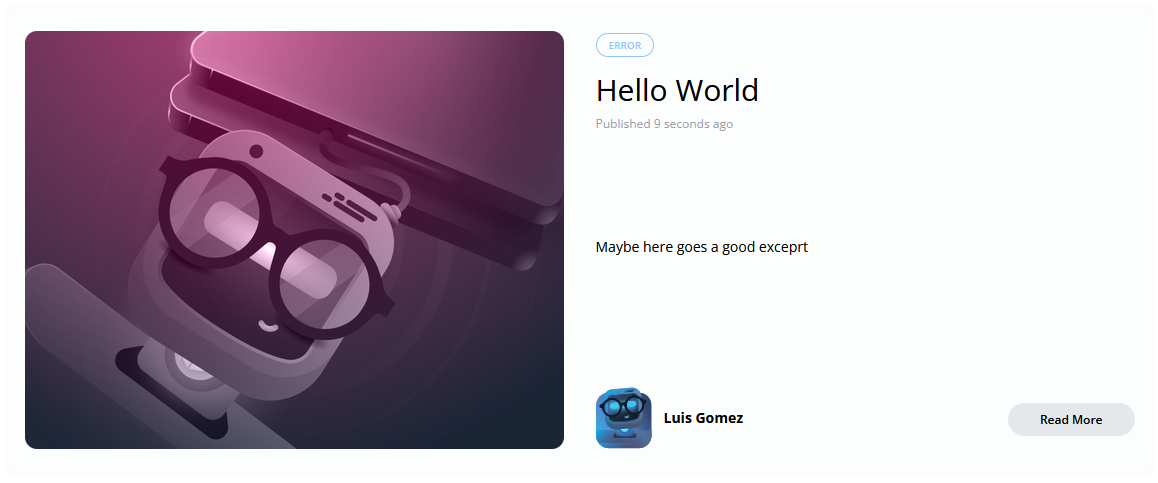 ERROR
Hello World
Published 9 seconds ago
Maybe here goes a good exceprt
Luis Gomez
Read More